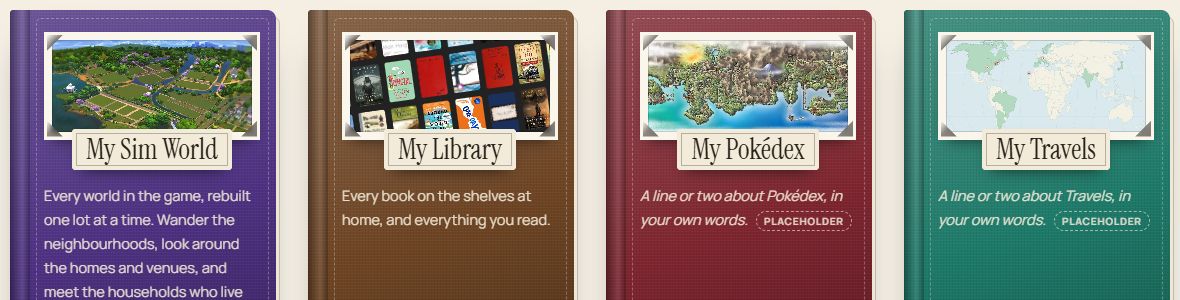 My Sim World
Every world in the game, rebuilt
one lot at a time. Wander the
neighbourhoods, look around
the homes and venues, and
meet the households who live
My Library
Every book on the shelves at
home, and everything you read.
My Pokédex
A line or two about Pokédex, in
your own words. PLACEHOLDER
My Travels
A line or two about Travels, in
your own words. PLACEHOLDER